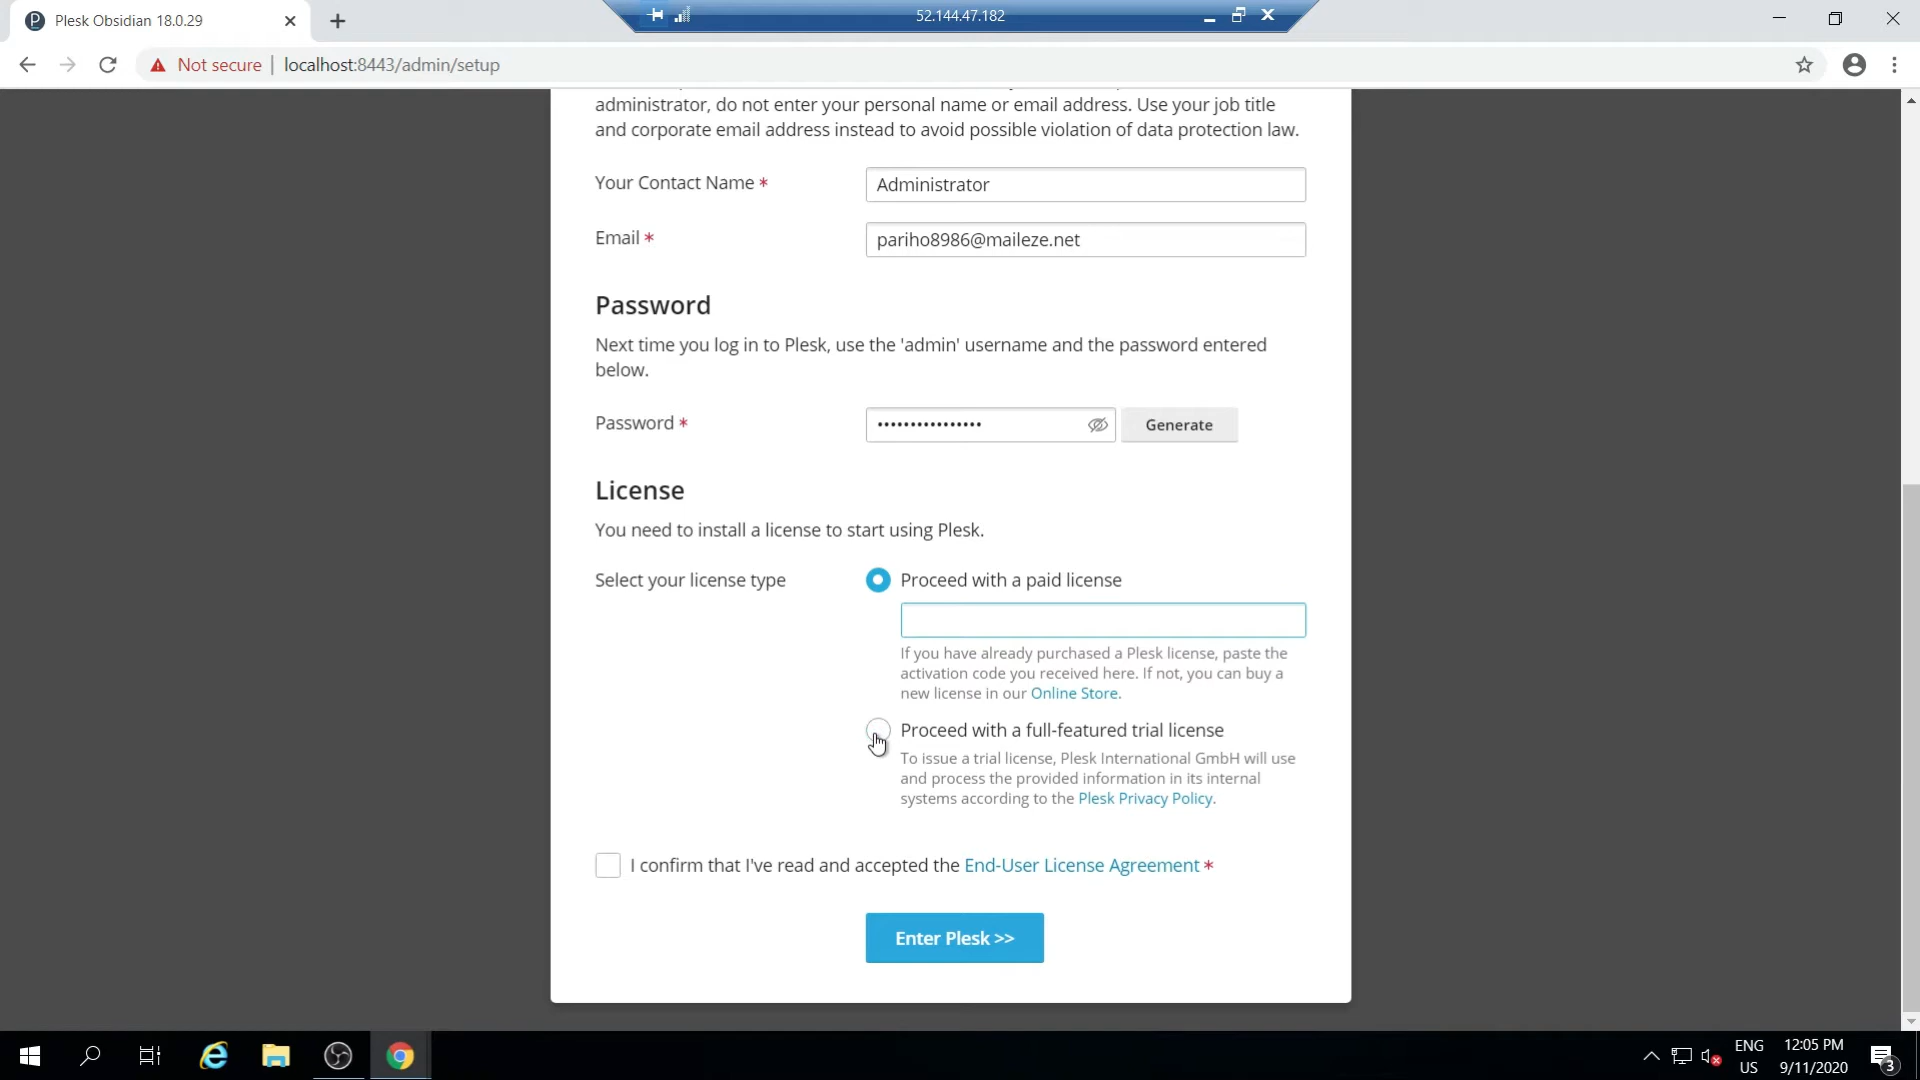 Plesk Obsidian 18.0.29
52.144.47.182
Not secure
localhost:8443/admin/setup
administrator, do not enter your personal name or email address. Use your job title
and corporate email address instead to avoid possible violation of data protection law.
Your Contact Name *
Administrator
Email *
pariho8986@maileze.net
Password
Next time you log in to Plesk, use the 'admin' username and the password entered
below.
Password *
••••••••••••••••
Generate
License
You need to install a license to start using Plesk.
Select your license type
Proceed with a paid license
If you have already purchased a Plesk license, paste the
activation code you received here. If not, you can buy a
new license in our Online Store.
Proceed with a full-featured trial license
To issue a trial license, Plesk International GmbH will use
and process the provided information in its internal
systems according to the Plesk Privacy Policy.
I confirm that I've read and accepted the End-User License Agreement *
Enter Plesk >>
ENG
US
12:05 PM
9/11/2020
3